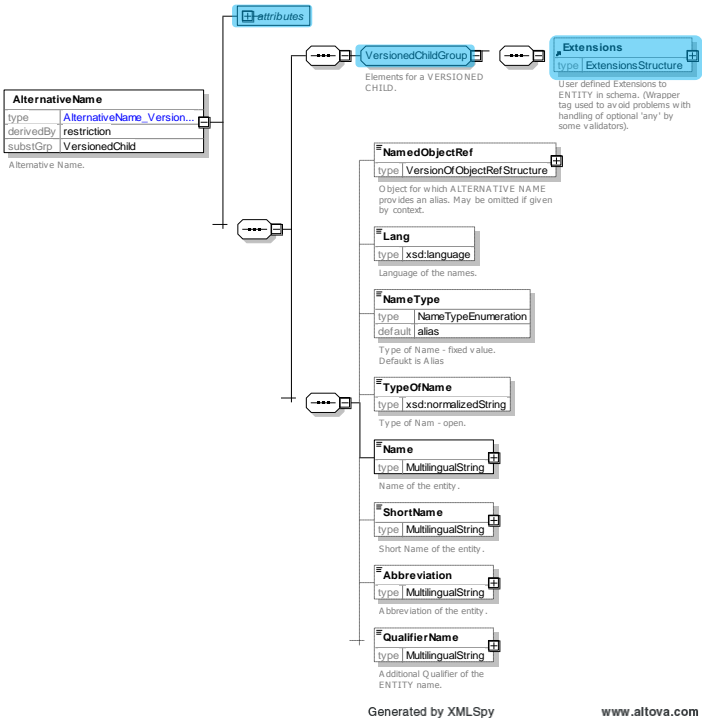 attributes
VersionedChildGroup
Elements for a VERSIONED
CHILD.
Extensions
type ExtensionsStructure
User defined Extensions to
ENTITY in schema. (Wrapper
tag used to avoid problems with
handling of optional 'any' by
some validators).
AlternativeName
type AlternativeName_Version...
derivedBy restriction
substGrp VersionedChild
Alternative Name.
NamedObjectRef
type VersionOfObjectRefStructure
Object for which ALTERNATIVE NAME
provides an alias. May be omitted if given
by context.
Lang
type xsd:language
Language of the names.
NameType
type NameTypeEnumeration
default alias
Type of Name - fixed value.
Defaukt is Alias
TypeOfName
type xsd:normalizedString
Type of Nam - open.
Name
type MultilingualString
Name of the entity.
ShortName
type MultilingualString
Short Name of the entity.
Abbreviation
type MultilingualString
Abbreviation of the entity.
QualifierName
type MultilingualString
Additional Qualifier of the
ENTITY name.
Generated by XMLSpy www.altova.com